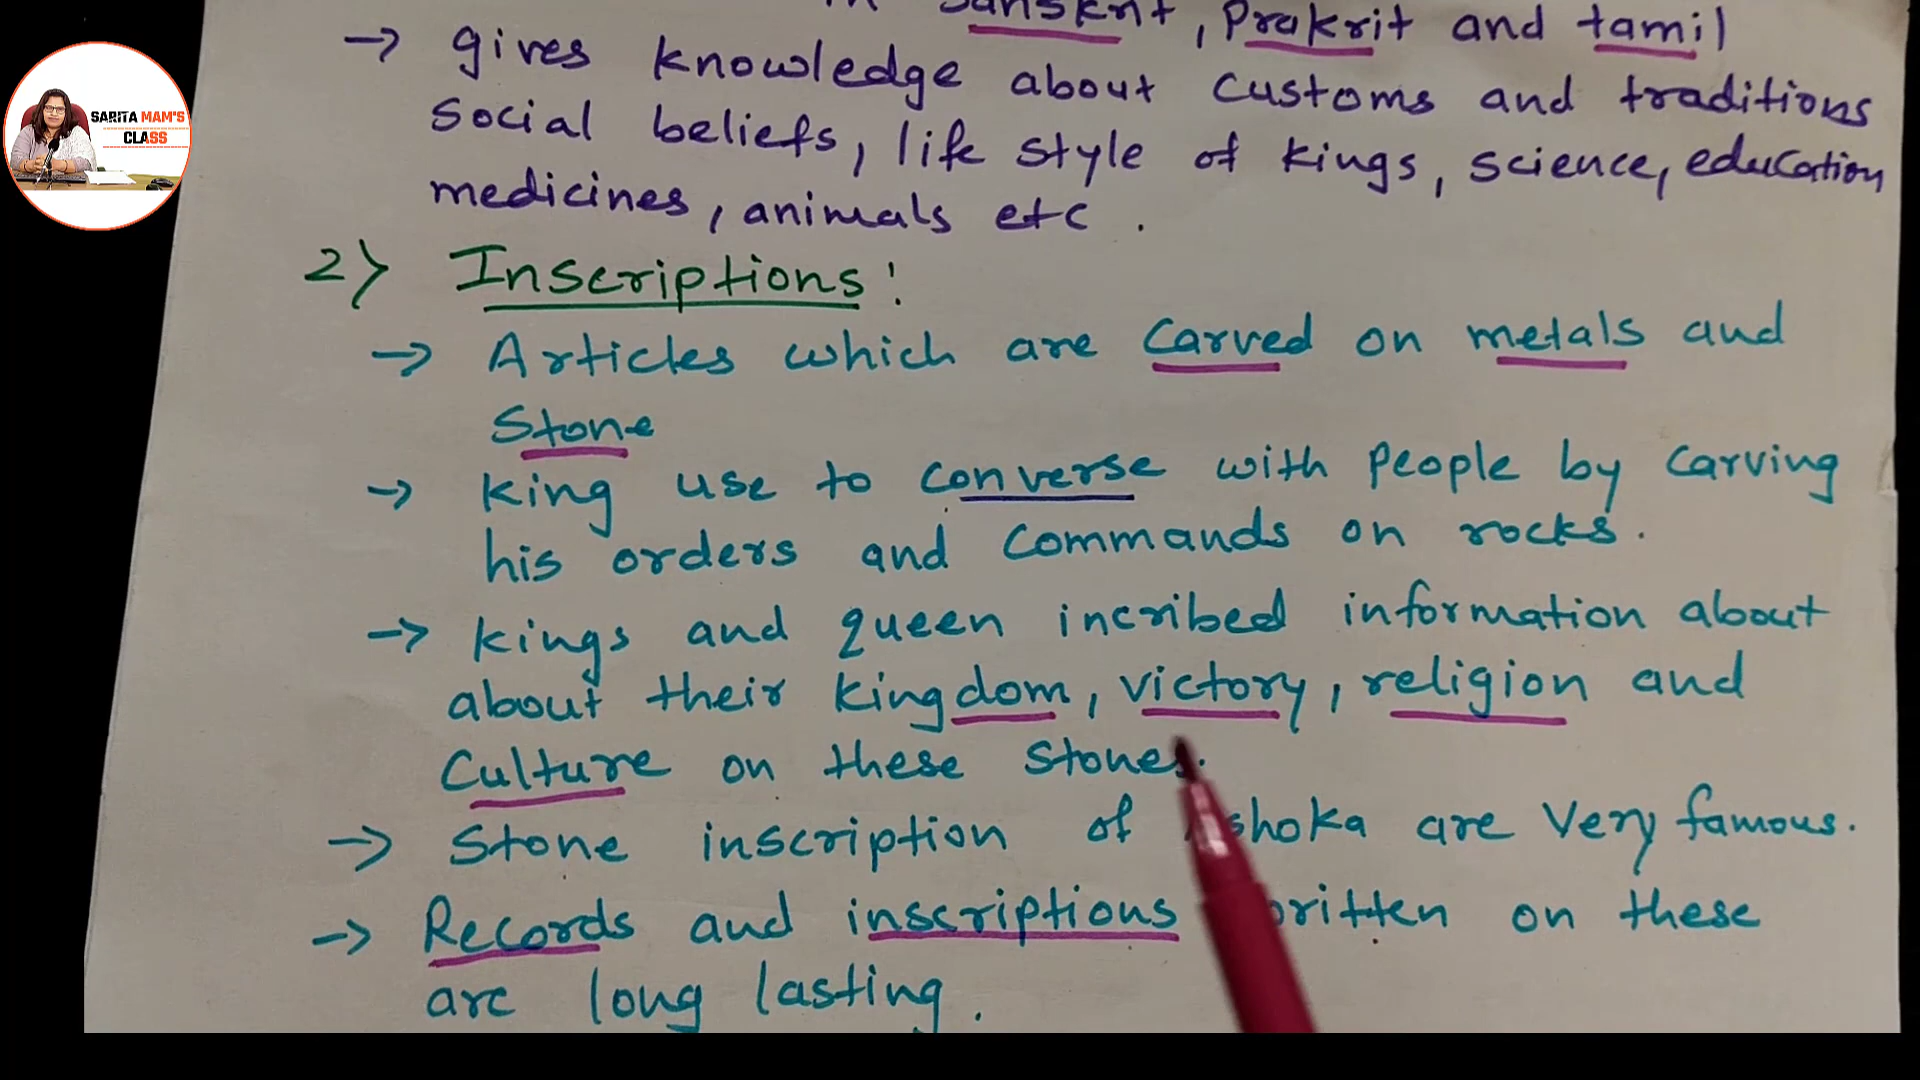 in Sanskrit, Prakrit and tamil
→ gives knowledge about customs and traditions
SARITA MAM'S
CLASS
social beliefs, life style of kings, science, education
medicines, animals etc.
2) Inscriptions:
→ Articles which are carved on metals and
Stone
→ king use to converse with people by carving
his orders and commands on rocks.
→ kings and queen incribed information about
about their kingdom, victory, religion and
Culture on these stones.
→ Stone inscription of Ashoka are very famous.
→ Records and inscriptions written on these
are long lasting.